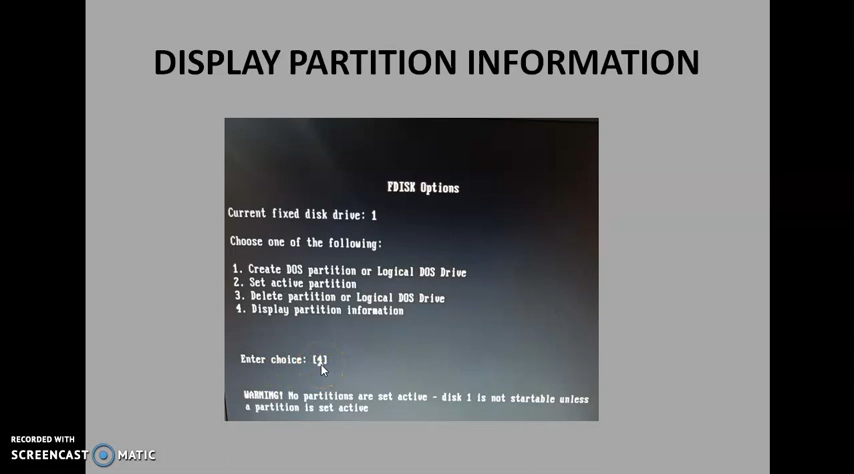 DISPLAY PARTITION INFORMATION
FDISK Options
Current fixed disk drive: 1
Choose one of the following:
1. Create DOS partition or Logical DOS Drive
2. Set active partition
3. Delete partition or Logical DOS Drive
4. Display partition information
Enter choice: [4]
WARNING! No partitions are set active - disk 1 is not startable unless
a partition is set active
RECORDED WITH
SCREENCAST MATIC